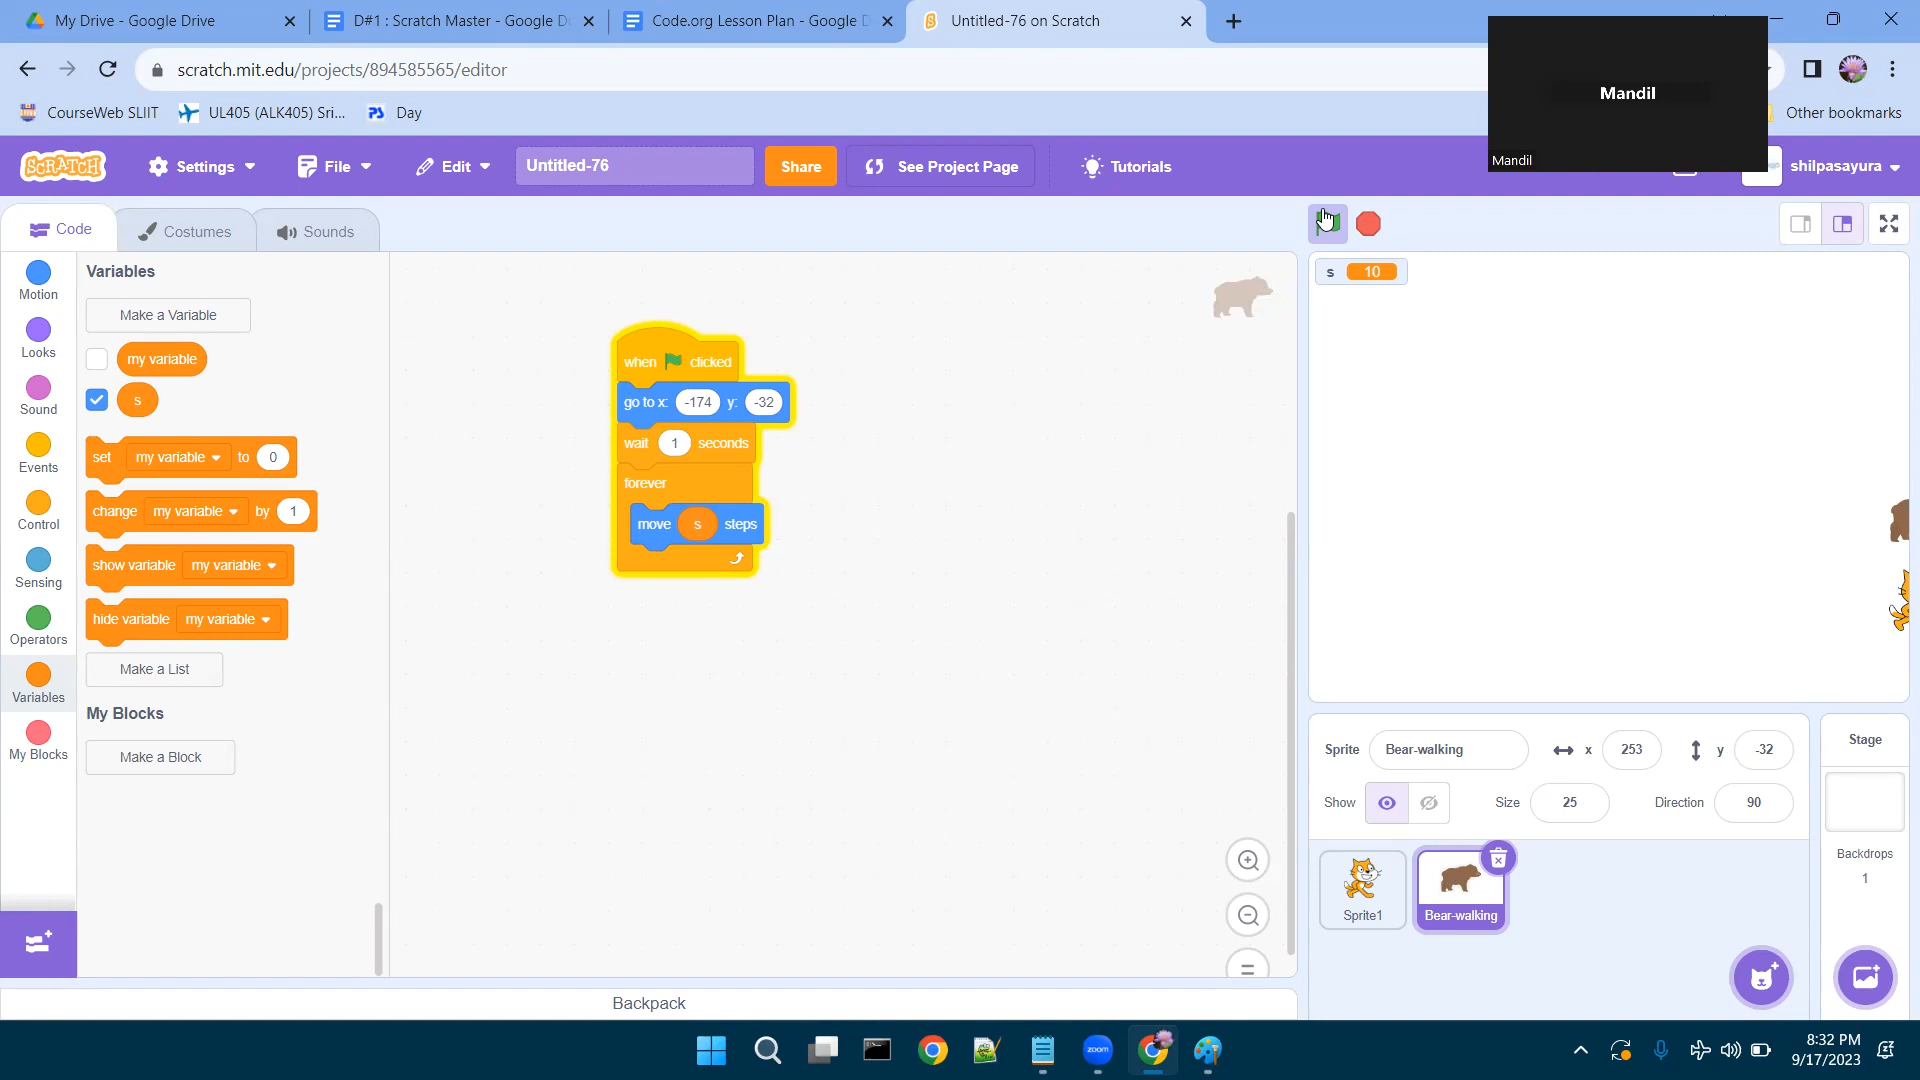 My Drive - Google Drive
D#1 : Scratch Master - Google D
Code.org Lesson Plan - Google D
Untitled-76 on Scratch
scratch.mit.edu/projects/894585565/editor
Mandil
Mandil
CourseWeb SLIIT
UL405 (ALK405) Sri...
Day
Other bookmarks
SCRATCH
Settings
File
Edit
Untitled-76
Share
See Project Page
Tutorials
shilpasayura
Code
Costumes
Sounds
Motion
Looks
Sound
Events
Control
Sensing
Operators
Variables
My Blocks
Variables
Make a Variable
my variable
s
set my variable to 0
change my variable by 1
show variable my variable
hide variable my variable
Make a List
My Blocks
Make a Block
when clicked
go to x: -174 y: -32
wait 1 seconds
forever
move s steps
s 10
Sprite Bear-walking x 253 y -32
Show Size 25 Direction 90
Sprite1
Bear-walking
Stage
Backdrops
1
Backpack
zoom
8:32 PM
9/17/2023